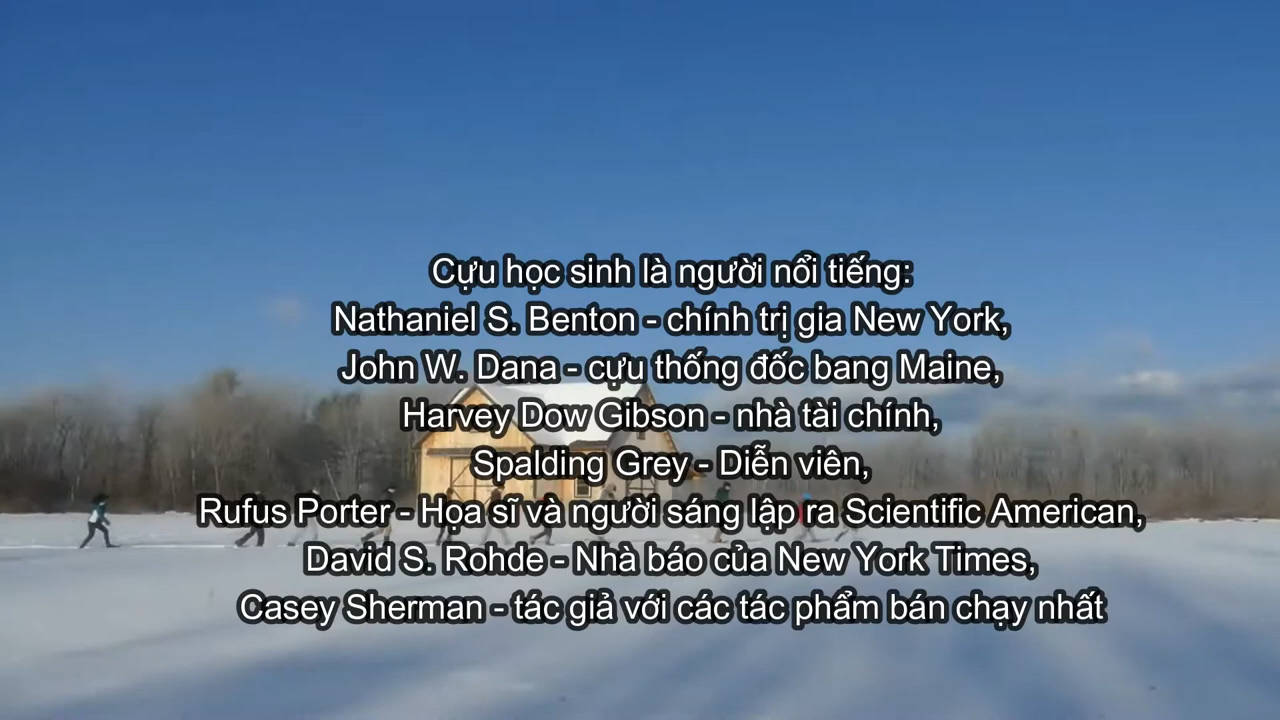 Cựu học sinh là người nổi tiếng:
Nathaniel S. Benton - chính trị gia New York,
John W. Dana - cựu thống đốc bang Maine,
Harvey Dow Gibson - nhà tài chính,
Spalding Grey - Diễn viên,
Rufus Porter - Họa sĩ và người sáng lập ra Scientific American,
David S. Rohde - Nhà báo của New York Times,
Casey Sherman - tác giả với các tác phẩm bán chạy nhất